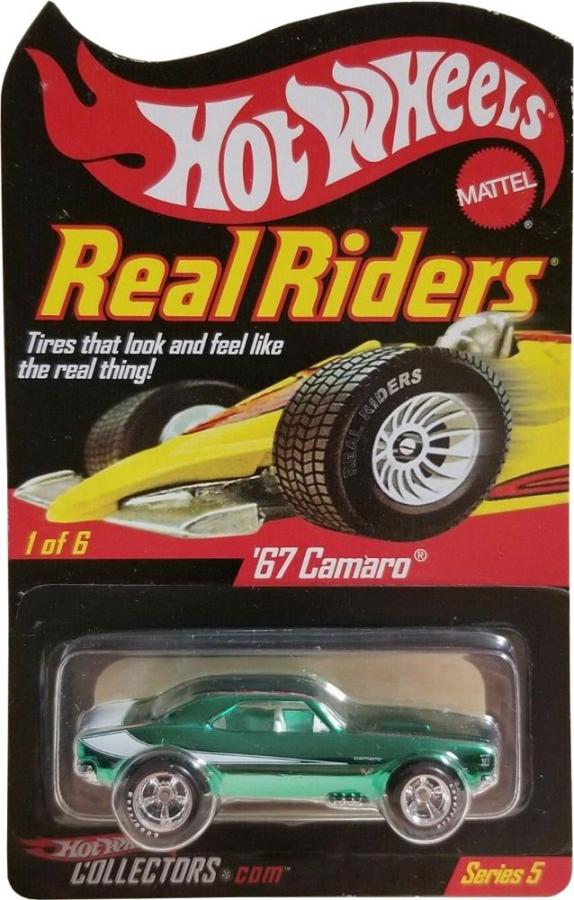 Hot Wheels
MATTEL
®
Real Riders®
Tires that look and feel like
the real thing!
REAL RIDERS
1 of 6
'67 Camaro®
camaro
Hot Wheels
COLLECTORS.com™
Series 5